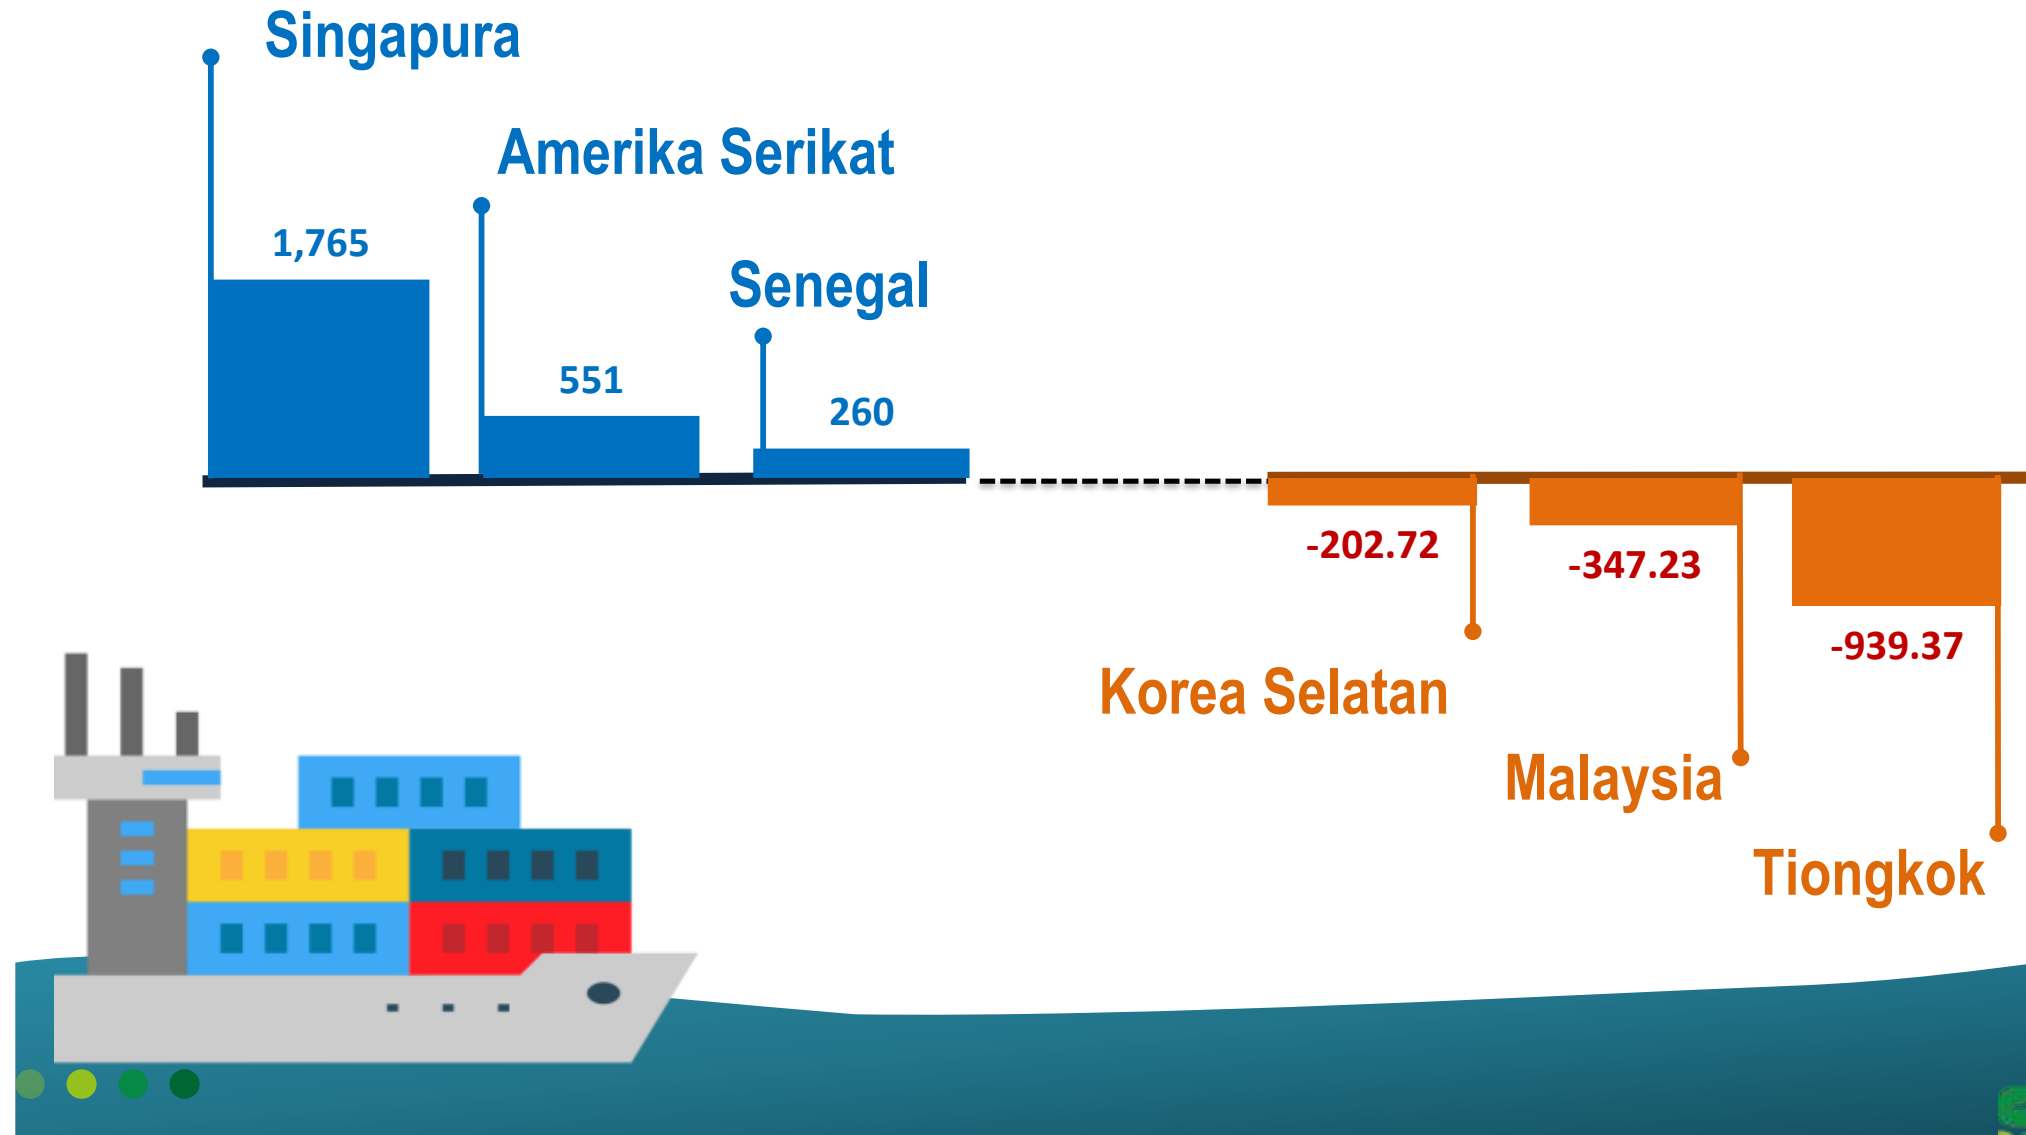 Singapura
1,765
Amerika Serikat
551
Senegal
260
-202.72
Korea Selatan
-347.23
Malaysia
-939.37
Tiongkok